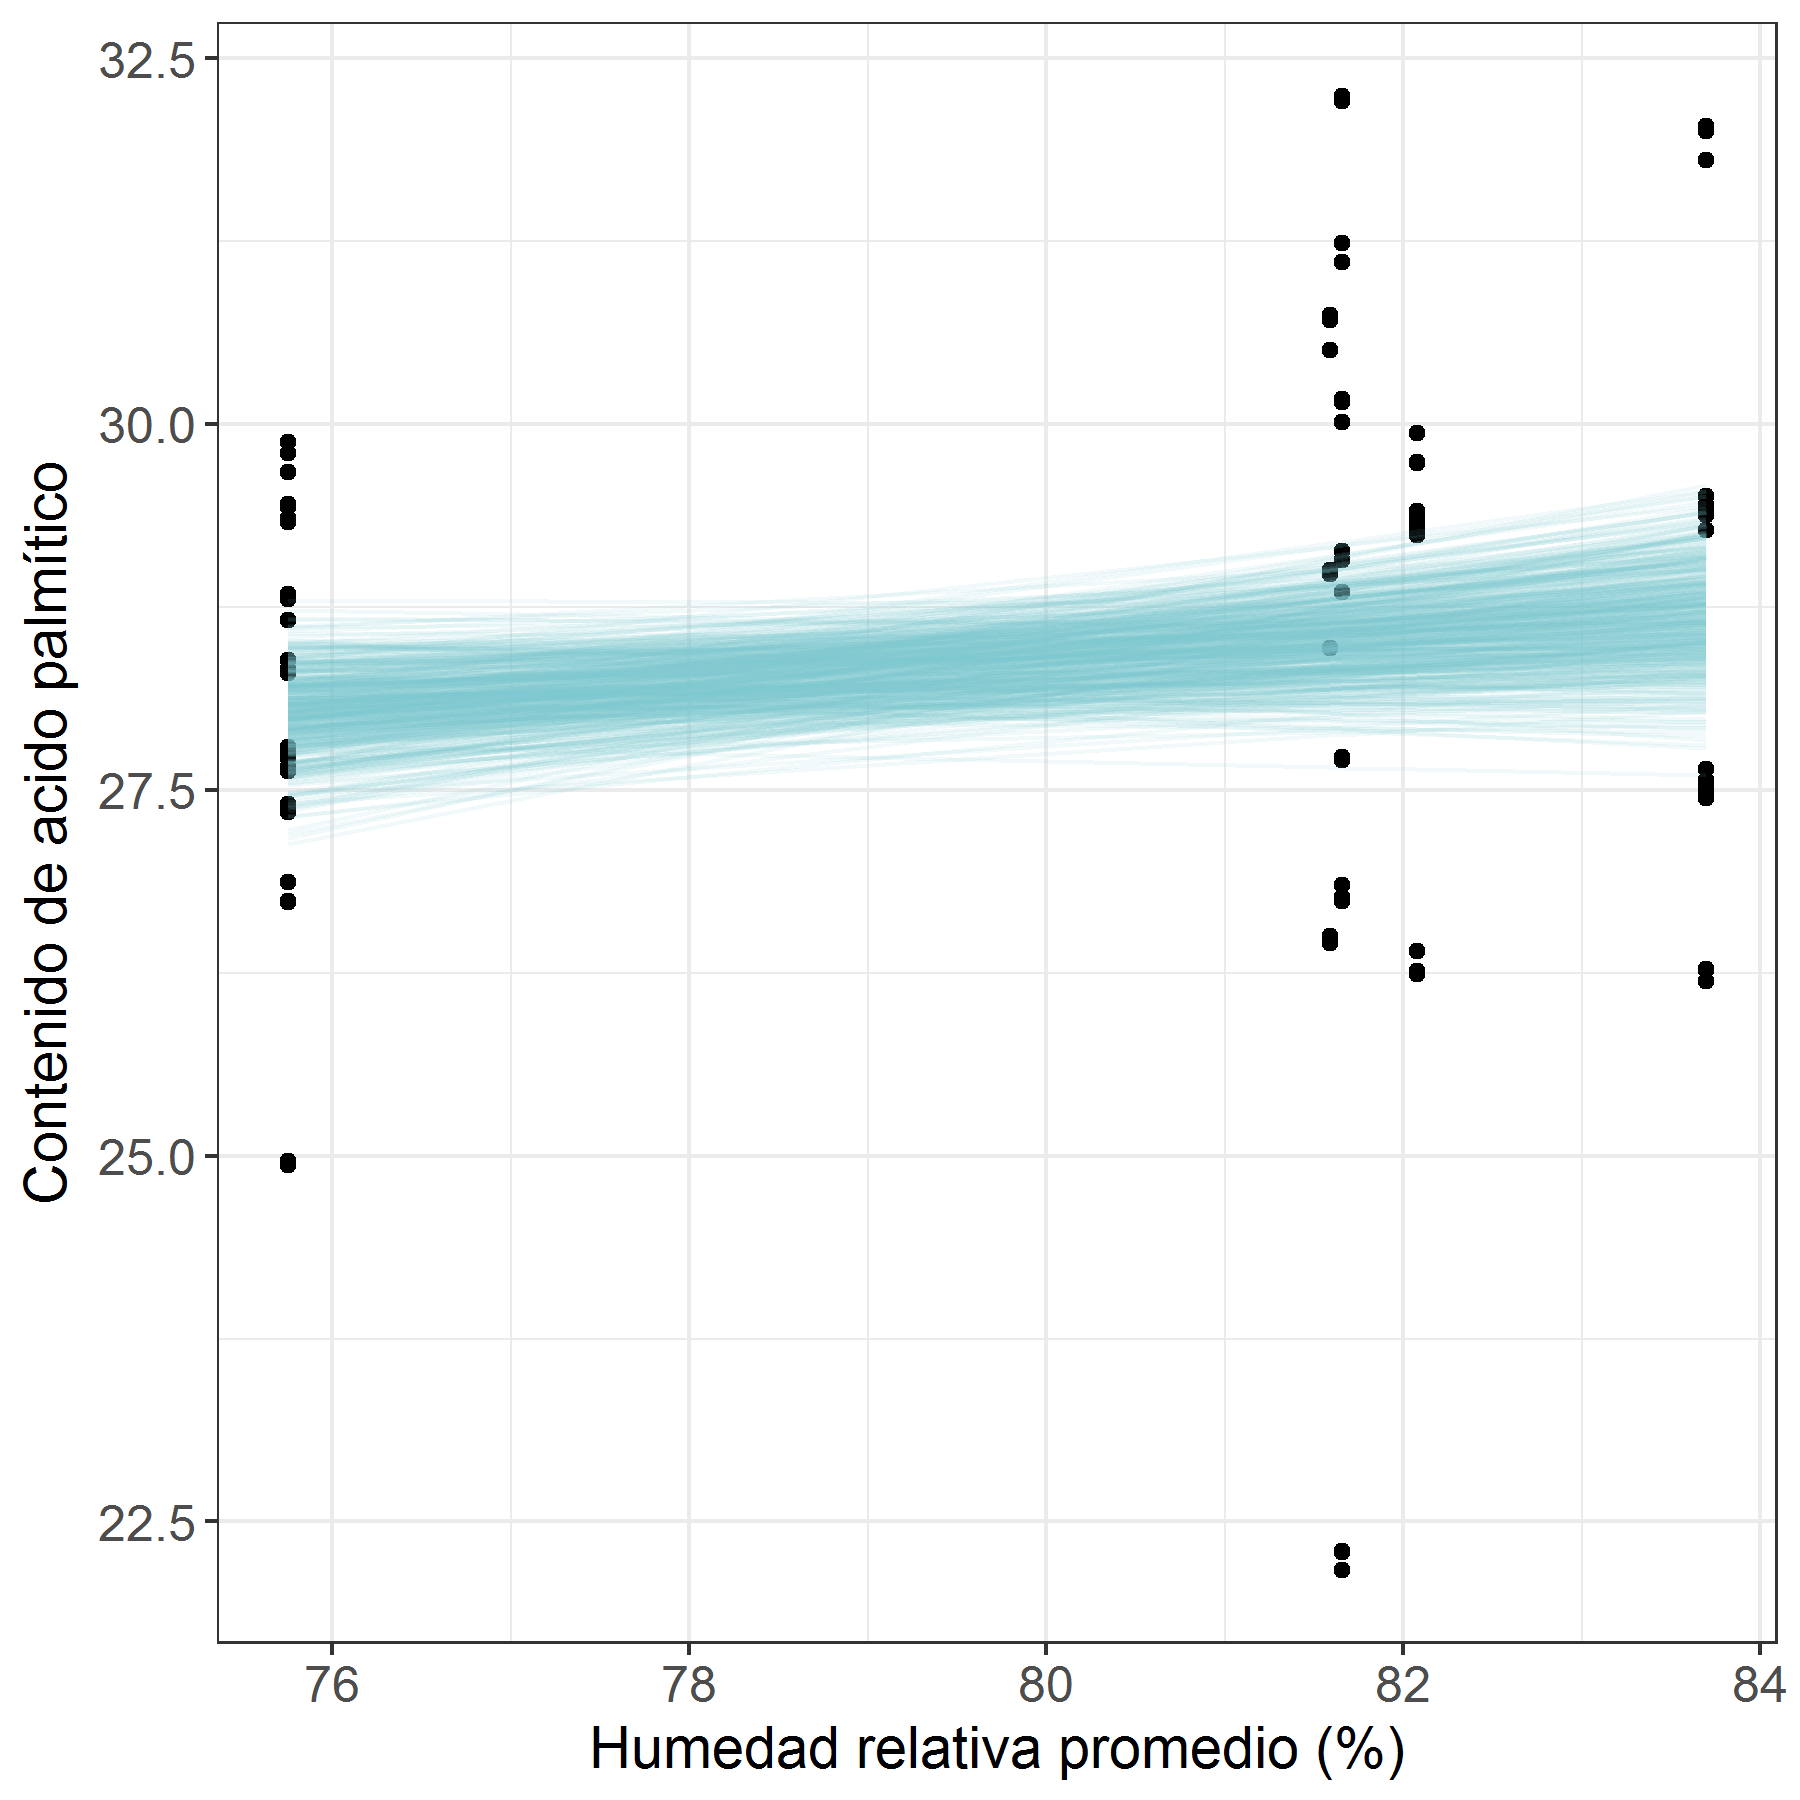 32.5
30.0
27.5
25.0
22.5
Contenido de acido palmítico
76 78 80 82 84
Humedad relativa promedio (%)